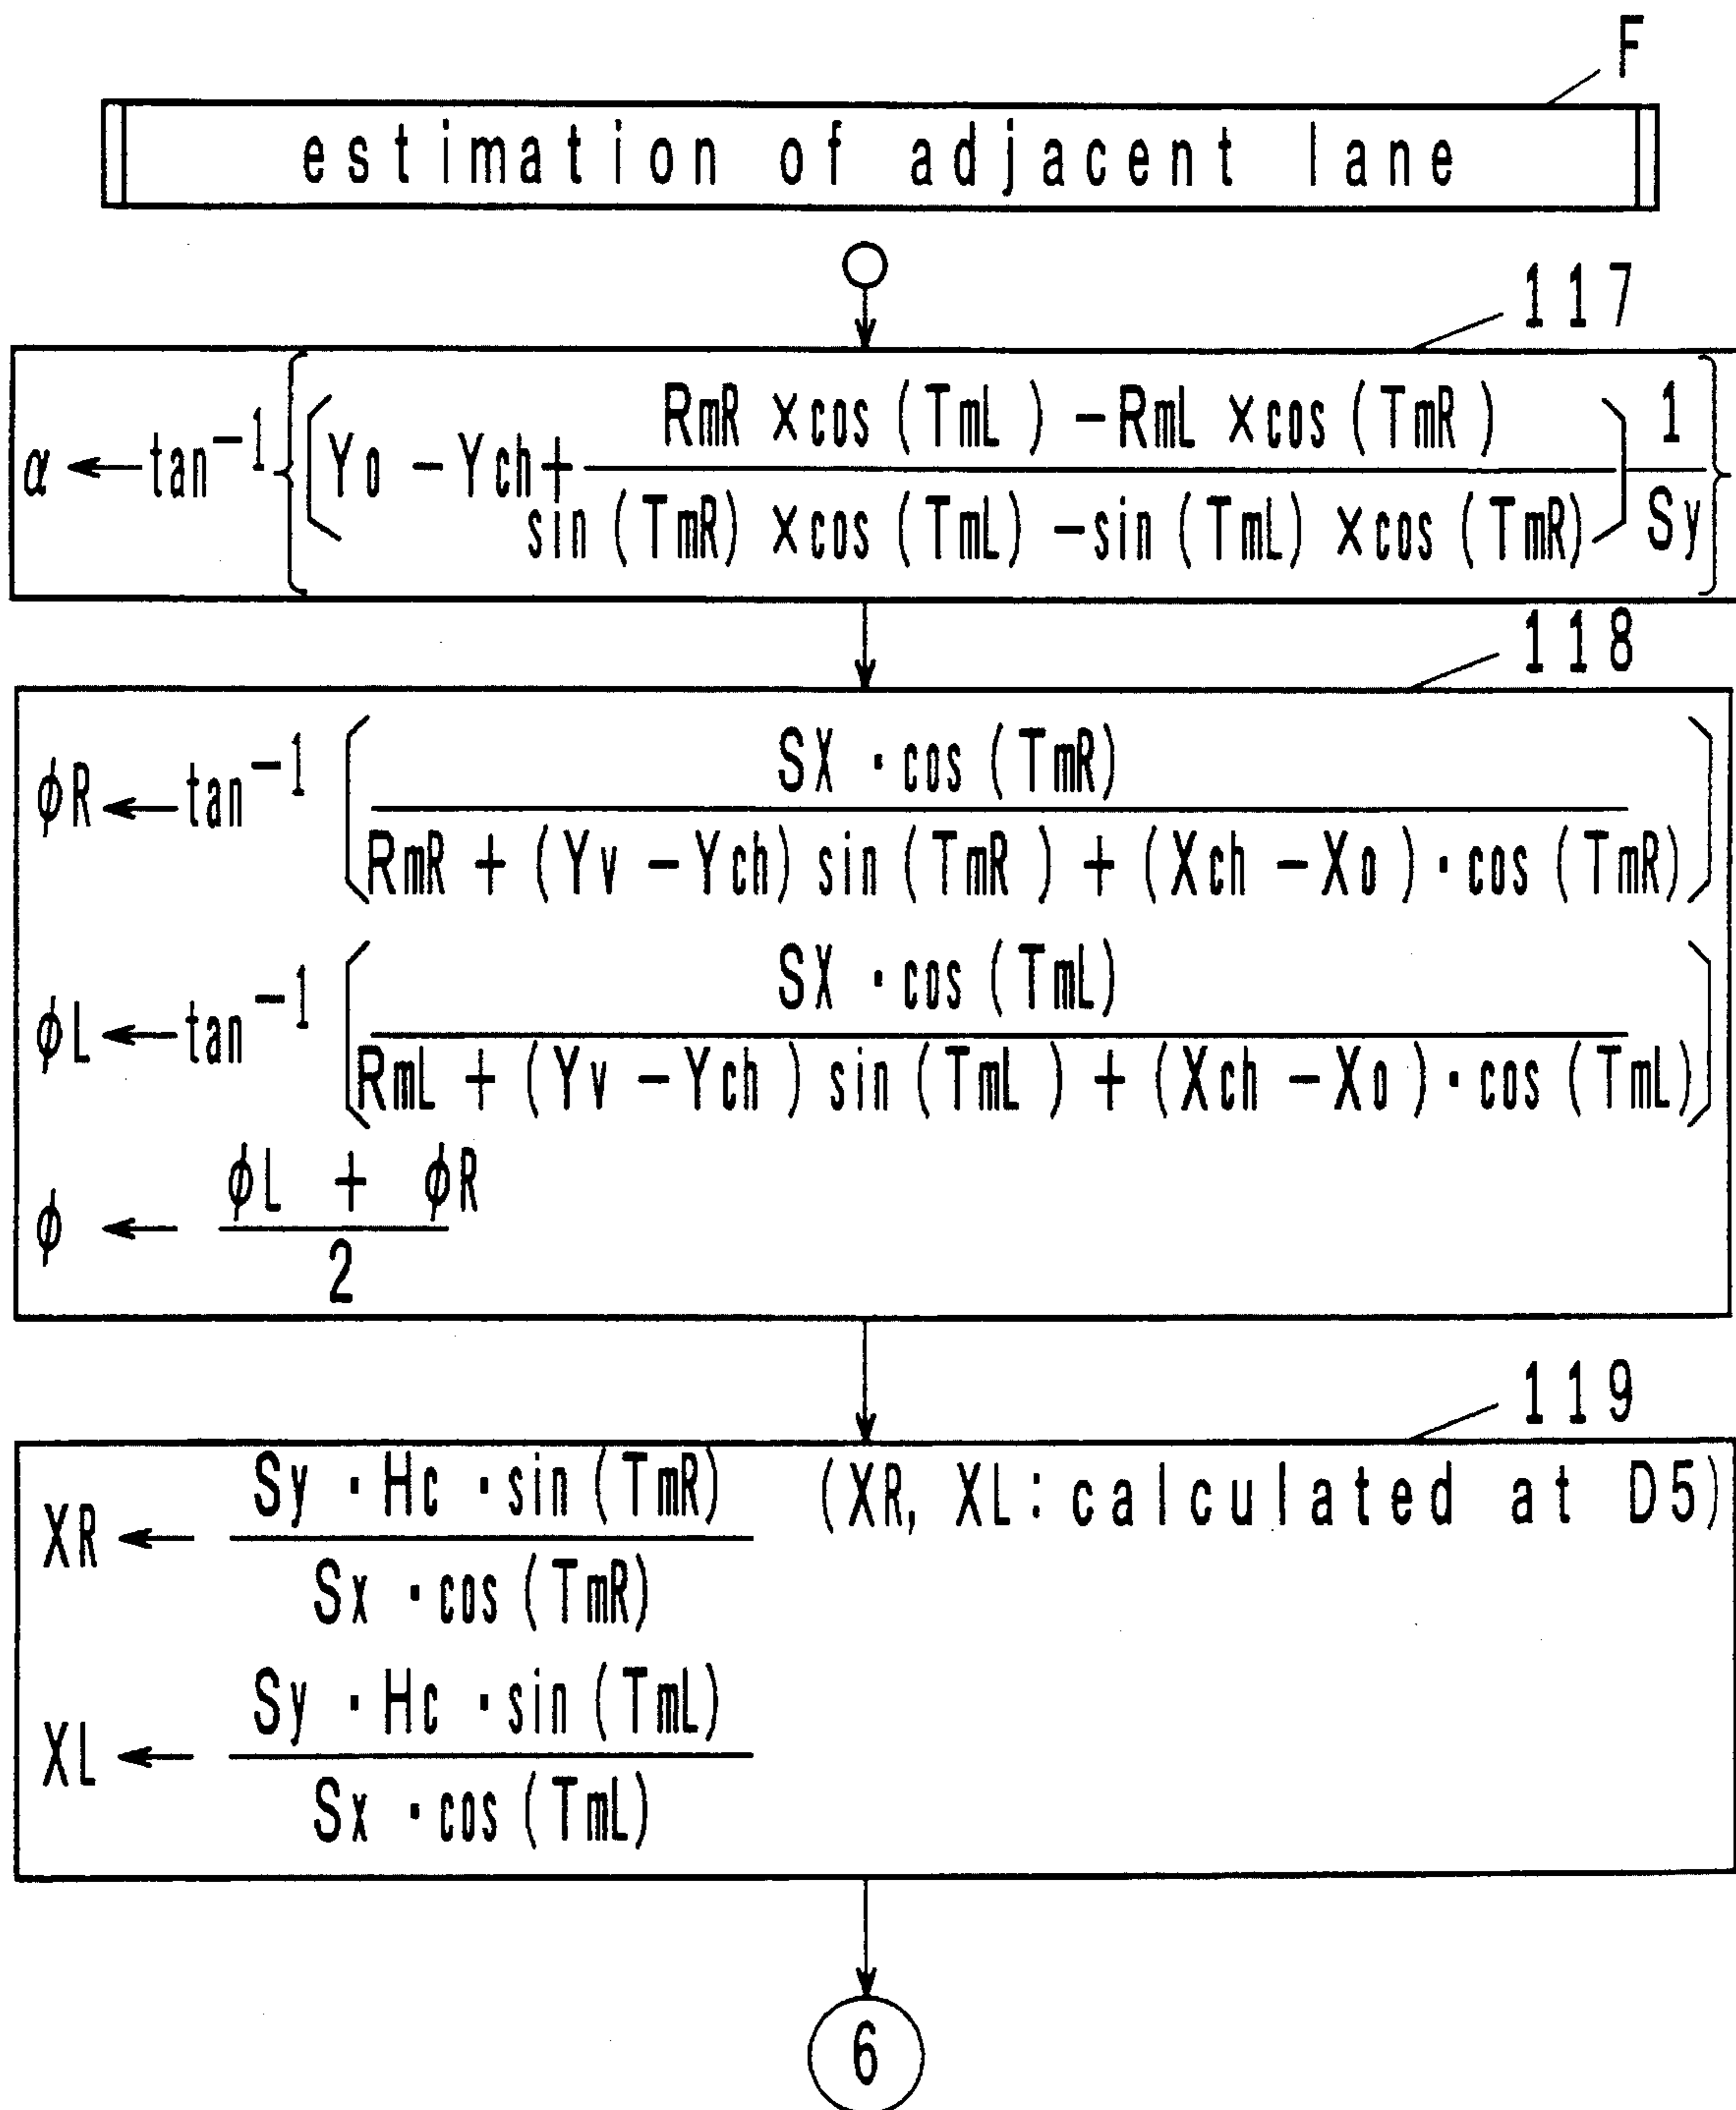 F
estimation of adjacent lane
117
α ← tan⁻¹{[Yo − Ych + (RmR × cos (TmL) − RmL × cos (TmR)) / (sin (TmR) × cos (TmL) − sin (TmL) × cos (TmR))] 1/Sy}
118
ϕR ← tan⁻¹ [SX · cos (TmR) / (RmR + (Yv − Ych) sin (TmR) + (Xch − Xo) · cos (TmR))]
ϕL ← tan⁻¹ [SX · cos (TmL) / (RmL + (Yv − Ych) sin (TmL) + (Xch − Xo) · cos (TmL))]
ϕ ← (ϕL + ϕR) / 2
119
XR ← Sy · Hc · sin (TmR) / Sx · cos (TmR) (XR, XL: calculated at D5)
XL ← Sy · Hc · sin (TmL) / Sx · cos (TmL)
6